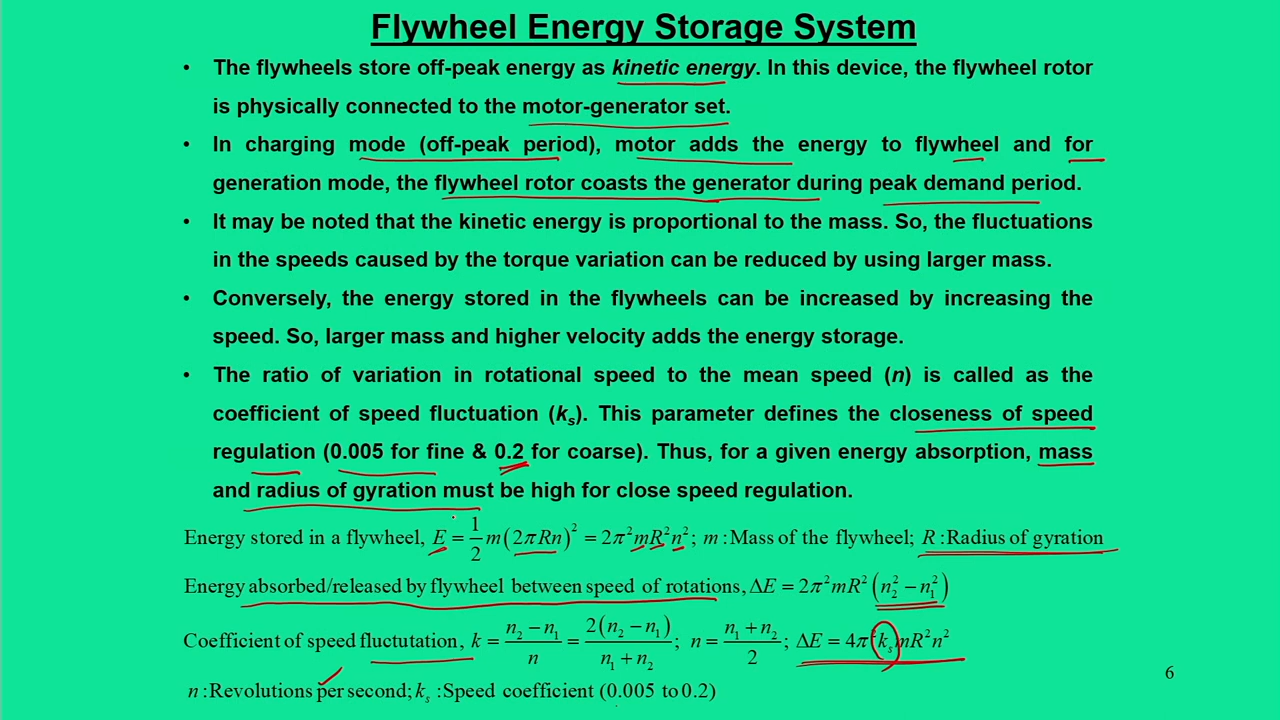 Flywheel Energy Storage System
• The flywheels store off-peak energy as kinetic energy. In this device, the flywheel rotor
is physically connected to the motor-generator set.
• In charging mode (off-peak period), motor adds the energy to flywheel and for
generation mode, the flywheel rotor coasts the generator during peak demand period.
• It may be noted that the kinetic energy is proportional to the mass. So, the fluctuations
in the speeds caused by the torque variation can be reduced by using larger mass.
• Conversely, the energy stored in the flywheels can be increased by increasing the
speed. So, larger mass and higher velocity adds the energy storage.
• The ratio of variation in rotational speed to the mean speed (n) is called as the
coefficient of speed fluctuation (kₛ). This parameter defines the closeness of speed
regulation (0.005 for fine & 0.2 for coarse). Thus, for a given energy absorption, mass
and radius of gyration must be high for close speed regulation.
Energy stored in a flywheel, E = 1/2 m(2πRn)² = 2π²mR²n²; m : Mass of the flywheel; R : Radius of gyration
Energy absorbed/released by flywheel between speed of rotations, ΔE = 2π²mR²(n₂² − n₁²)
Coefficient of speed fluctutation, k = (n₂ − n₁)/n = 2(n₂ − n₁)/(n₁ + n₂); n = (n₁ + n₂)/2; ΔE = 4π²kₛmR²n²
n : Revolutions per second; kₛ : Speed coefficient (0.005 to 0.2)
6